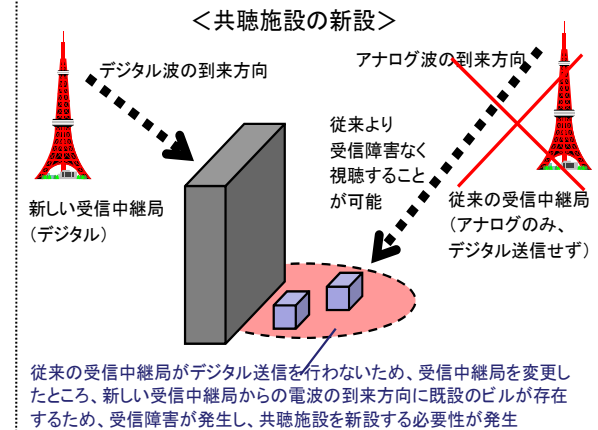 ＜共聴施設の新設＞
デジタル波の到来方向
アナログ波の到来方向
従来より
受信障害なく
視聴すること
が可能
新しい受信中継局
（デジタル）
従来の受信中継局
（アナログのみ、
デジタル送信せず）
従来の受信中継局がデジタル送信を行わないため、受信中継局を変更し
たところ、新しい受信中継局からの電波の到来方向に既設のビルが存在
するため、受信障害が発生し、共聴施設を新設する必要性が発生